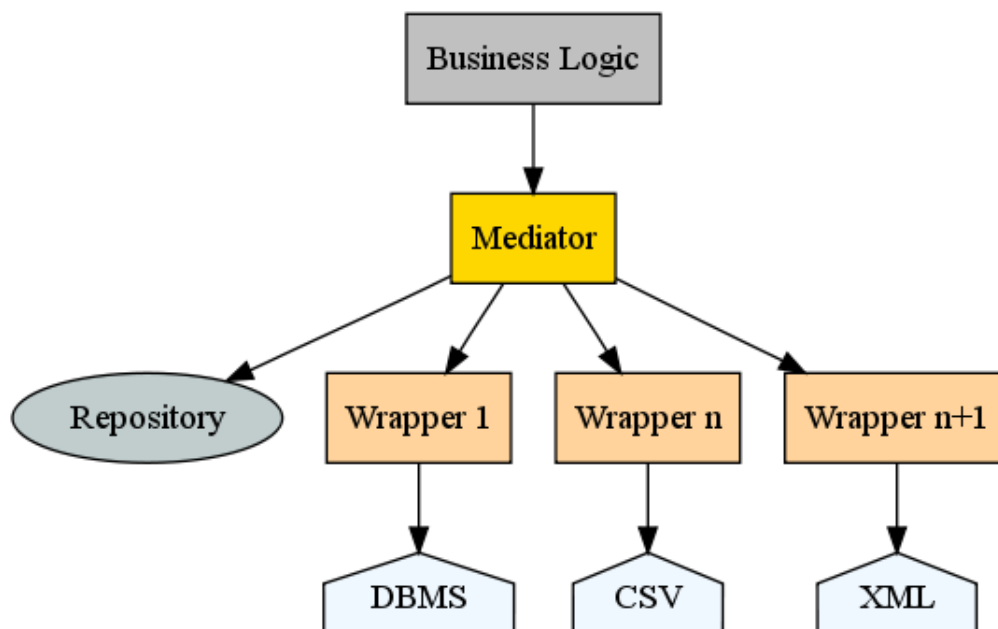 Business Logic
Mediator
Repository
Wrapper 1
Wrapper n
Wrapper n+1
DBMS
CSV
XML